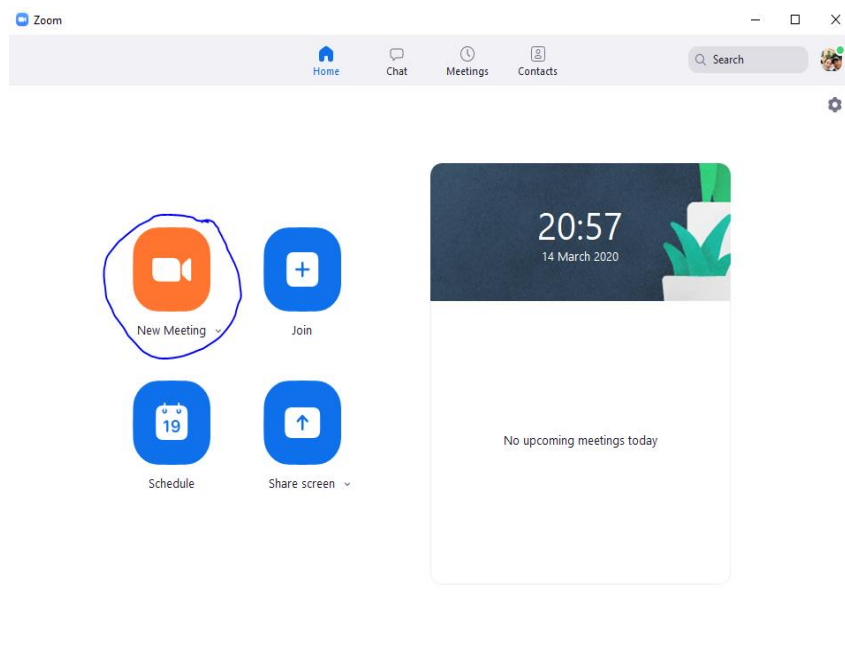 Zoom
Home
Chat
Meetings
Contacts
Search
20:57
14 March 2020
New Meeting
Join
19
Schedule
Share screen
No upcoming meetings today